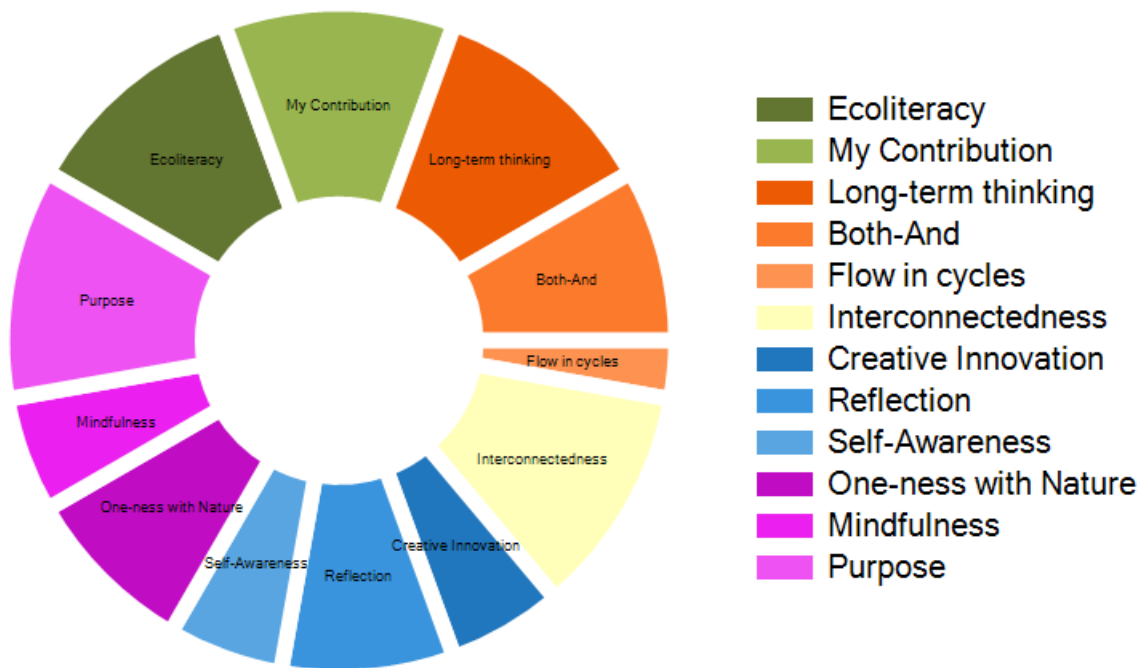 My Contribution
Ecoliteracy
Long-term thinking
Both-And
Purpose
Flow in cycles
Mindfulness
Interconnectedness
One-ness with Nature
Creative Innovation
Self-Awareness
Reflection
Ecoliteracy
My Contribution
Long-term thinking
Both-And
Flow in cycles
Interconnectedness
Creative Innovation
Reflection
Self-Awareness
One-ness with Nature
Mindfulness
Purpose